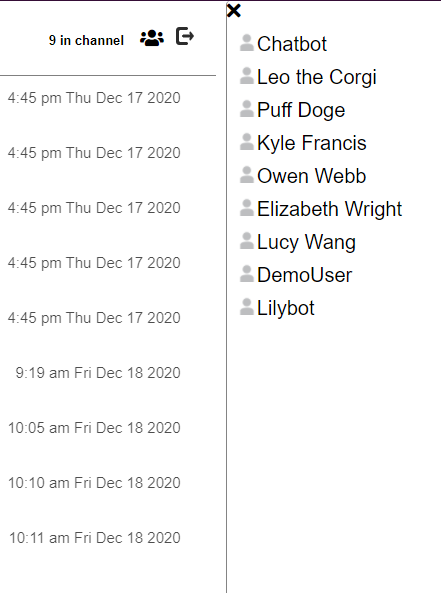 9 in channel
4:45 pm Thu Dec 17 2020
4:45 pm Thu Dec 17 2020
4:45 pm Thu Dec 17 2020
4:45 pm Thu Dec 17 2020
4:45 pm Thu Dec 17 2020
9:19 am Fri Dec 18 2020
10:05 am Fri Dec 18 2020
10:10 am Fri Dec 18 2020
10:11 am Fri Dec 18 2020
Chatbot
Leo the Corgi
Puff Doge
Kyle Francis
Owen Webb
Elizabeth Wright
Lucy Wang
DemoUser
Lilybot